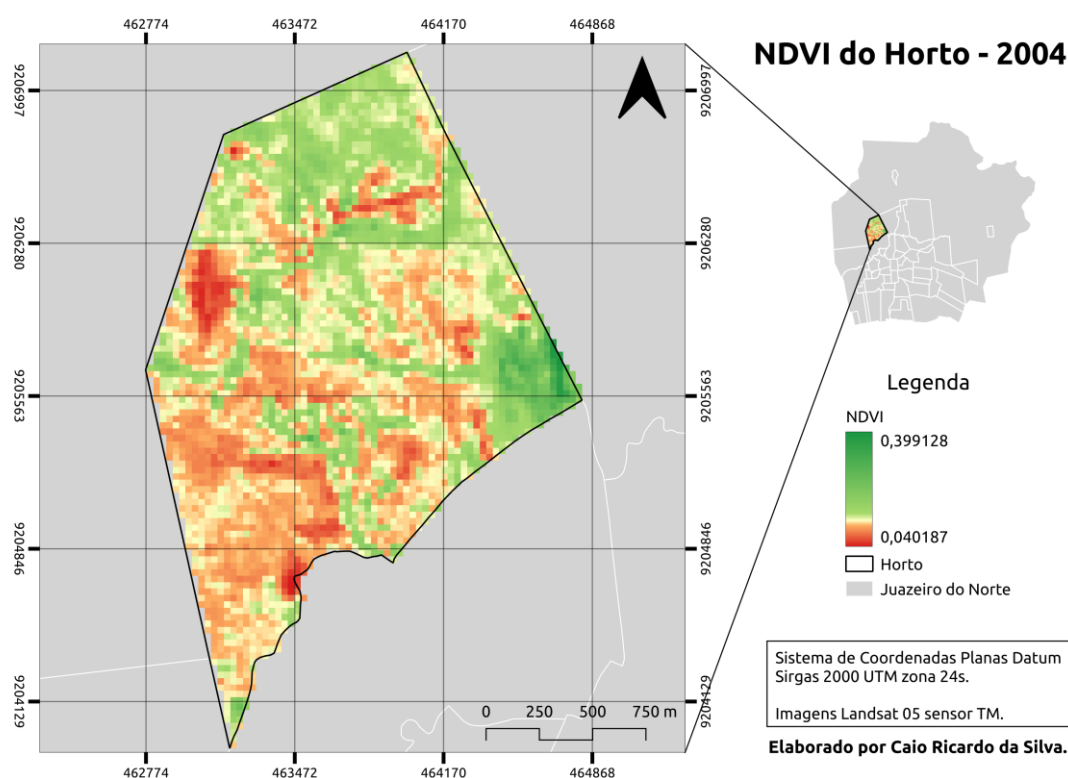 462774 463472 464170 464868
NDVI do Horto - 2004
9206997 9206997
9206280 9206280
9205563 9205563
9204846 9204846
9204129 9204129
Legenda
NDVI
0,399128
0,040187
Horto
Juazeiro do Norte
0 250 500 750 m
Sistema de Coordenadas Planas Datum
Sirgas 2000 UTM zona 24s.
Imagens Landsat 05 sensor TM.
Elaborado por Caio Ricardo da Silva.
462774 463472 464170 464868